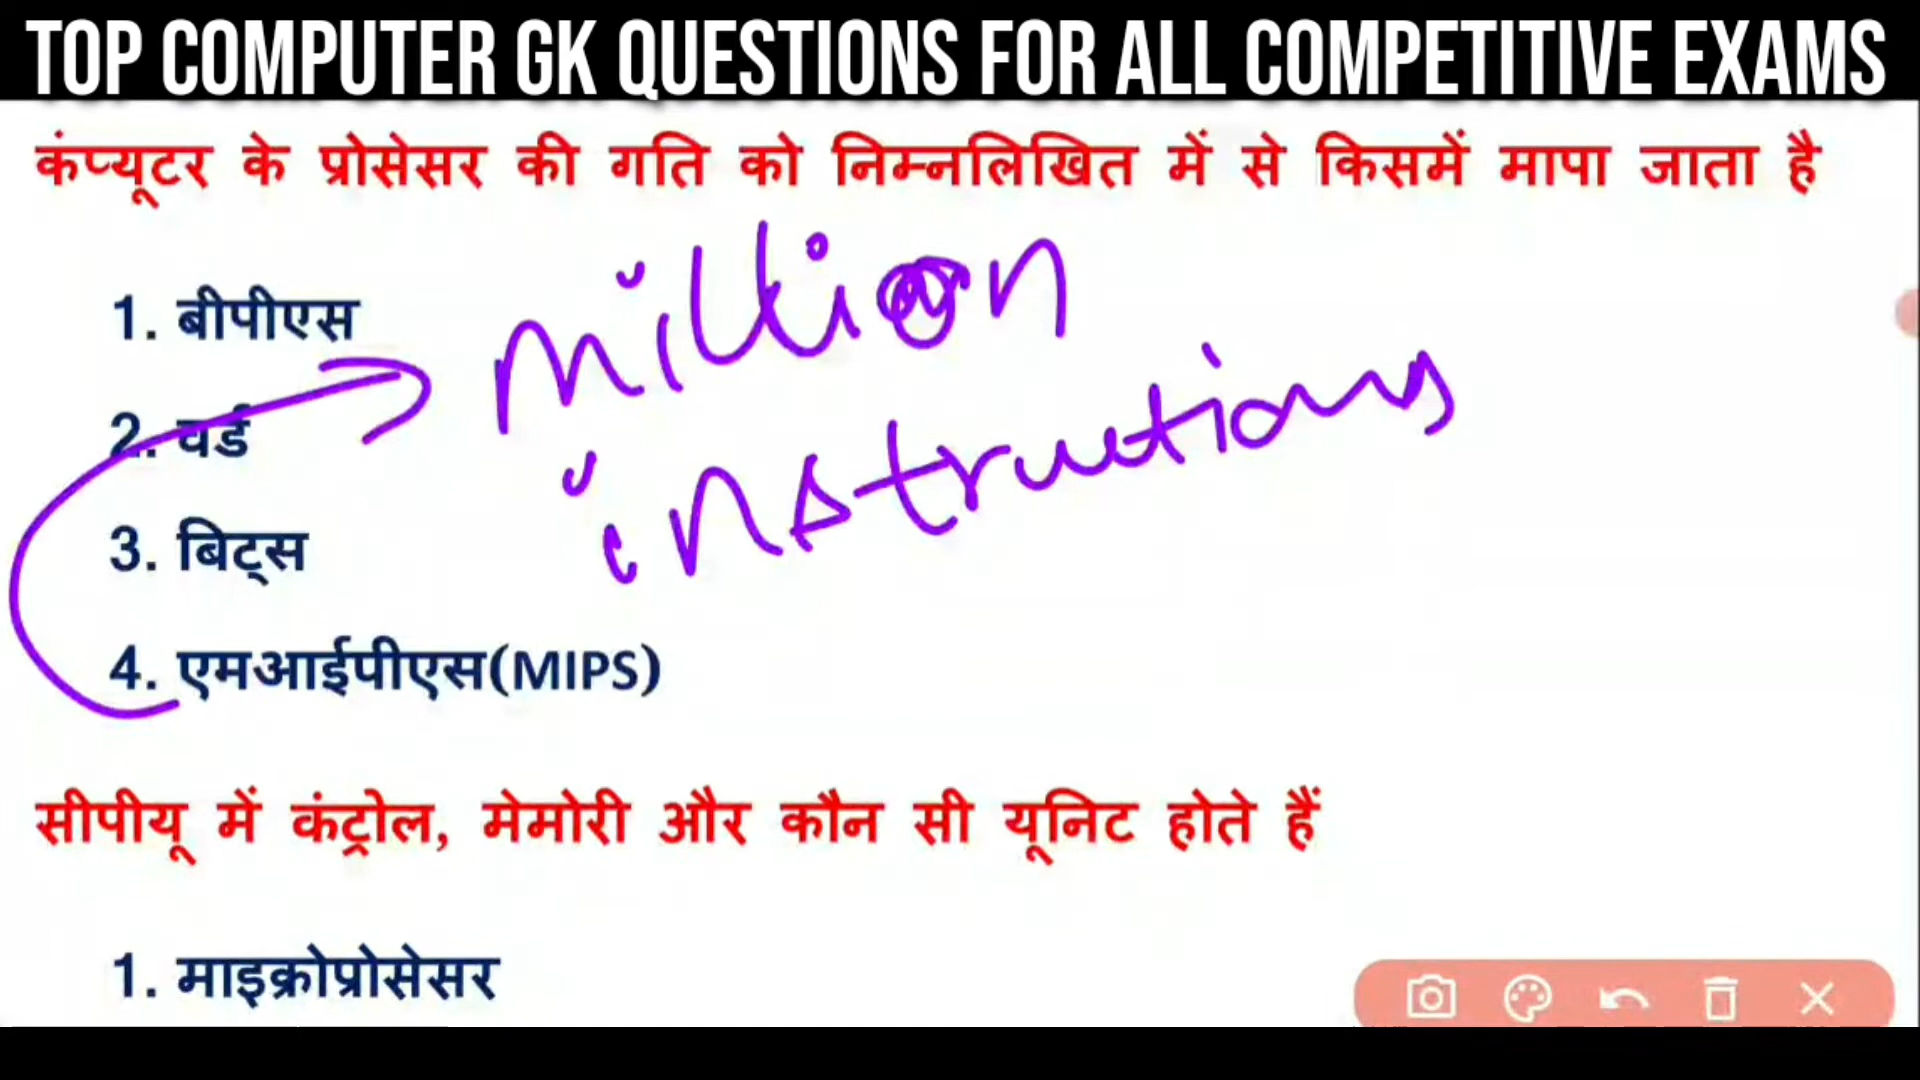 TOP COMPUTER GK QUESTIONS FOR ALL COMPETITIVE EXAMS
कंप्यूटर के प्रोसेसर की गति को निम्नलिखित में से किसमें मापा जाता है
1. बीपीएस
million
2. वर्ड
instructions
3. बिट्स
4. एमआईपीएस(MIPS)
सीपीयू में कंट्रोल, मेमोरी और कौन सी यूनिट होते हैं
1. माइक्रोप्रोसेसर